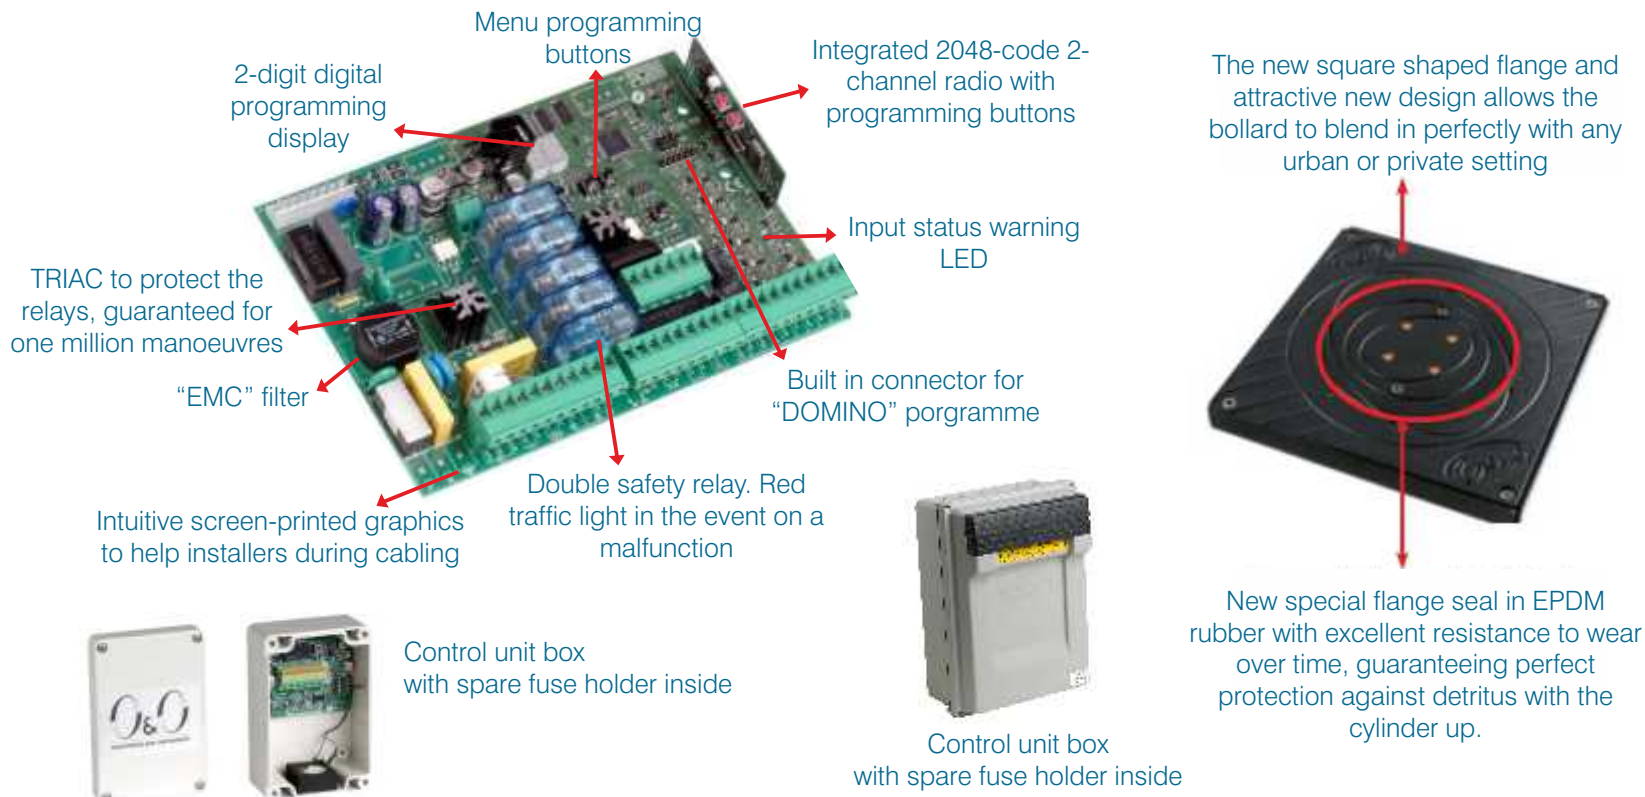 Menu programming
buttons
2-digit digital
programming
display
Integrated 2048-code 2-
channel radio with
programming buttons
The new square shaped flange and
attractive new design allows the
bollard to blend in perfectly with any
urban or private setting
Input status warning
LED
TRIAC to protect the
relays, guaranteed for
one million manoeuvres
"EMC" filter
Built in connector for
"DOMINO" porgramme
Double safety relay. Red
traffic light in the event on a
malfunction
Intuitive screen-printed graphics
to help installers during cabling
New special flange seal in EPDM
rubber with excellent resistance to wear
over time, guaranteeing perfect
protection against detritus with the
cylinder up.
Control unit box
with spare fuse holder inside
O&O
Control unit box
with spare fuse holder inside